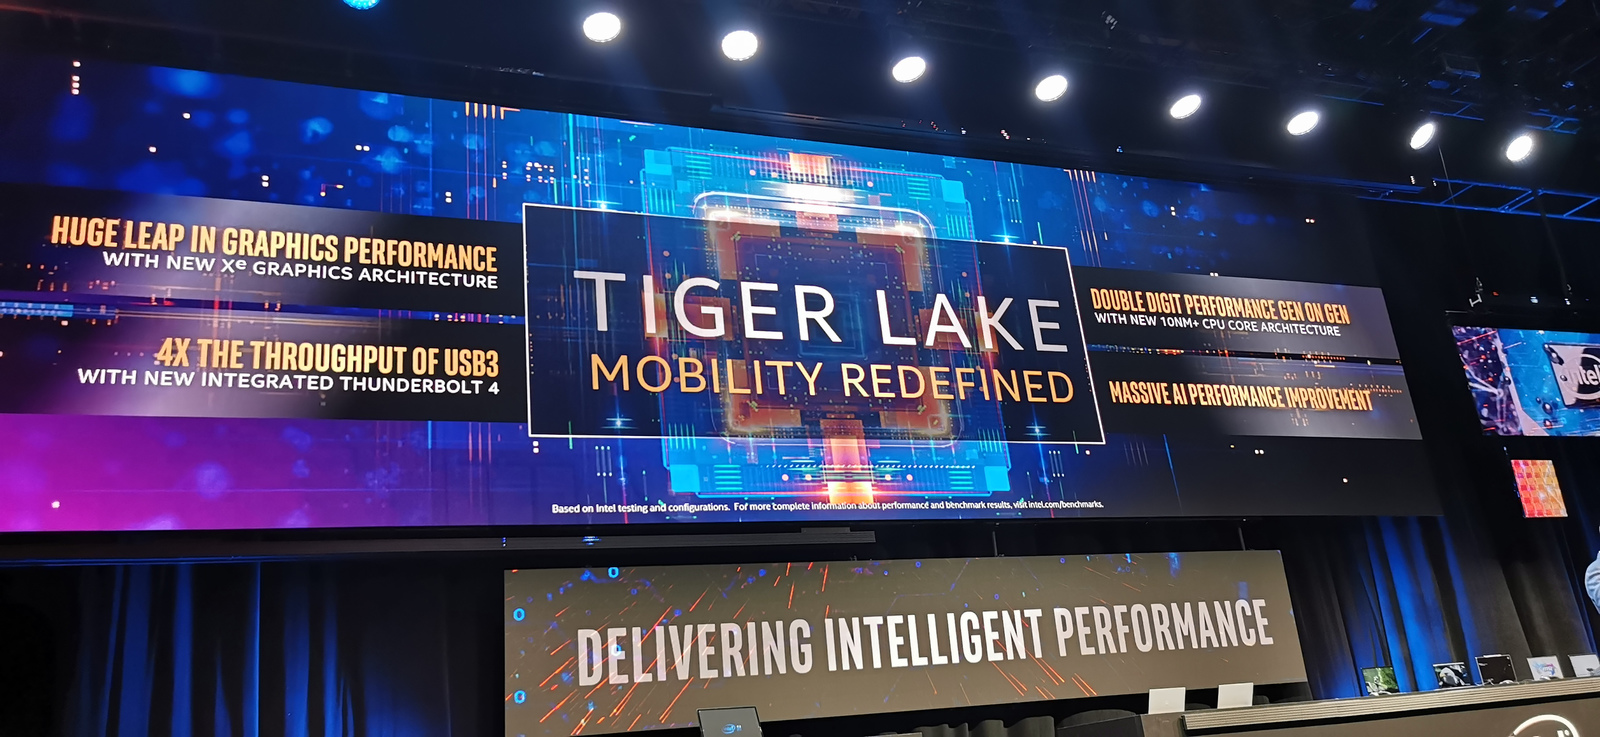 HUGE LEAP IN GRAPHICS PERFORMANCE
WITH NEW Xe GRAPHICS ARCHITECTURE
4X THE THROUGHPUT OF USB3
WITH NEW INTEGRATED THUNDERBOLT 4
TIGER LAKE
MOBILITY REDEFINED
DOUBLE DIGIT PERFORMANCE GEN ON GEN
WITH NEW 10NM+ CPU CORE ARCHITECTURE
MASSIVE AI PERFORMANCE IMPROVEMENT
Based on Intel testing and configurations. For more complete information about performance and benchmark results, visit intel.com/benchmarks.
DELIVERING INTELLIGENT PERFORMANCE